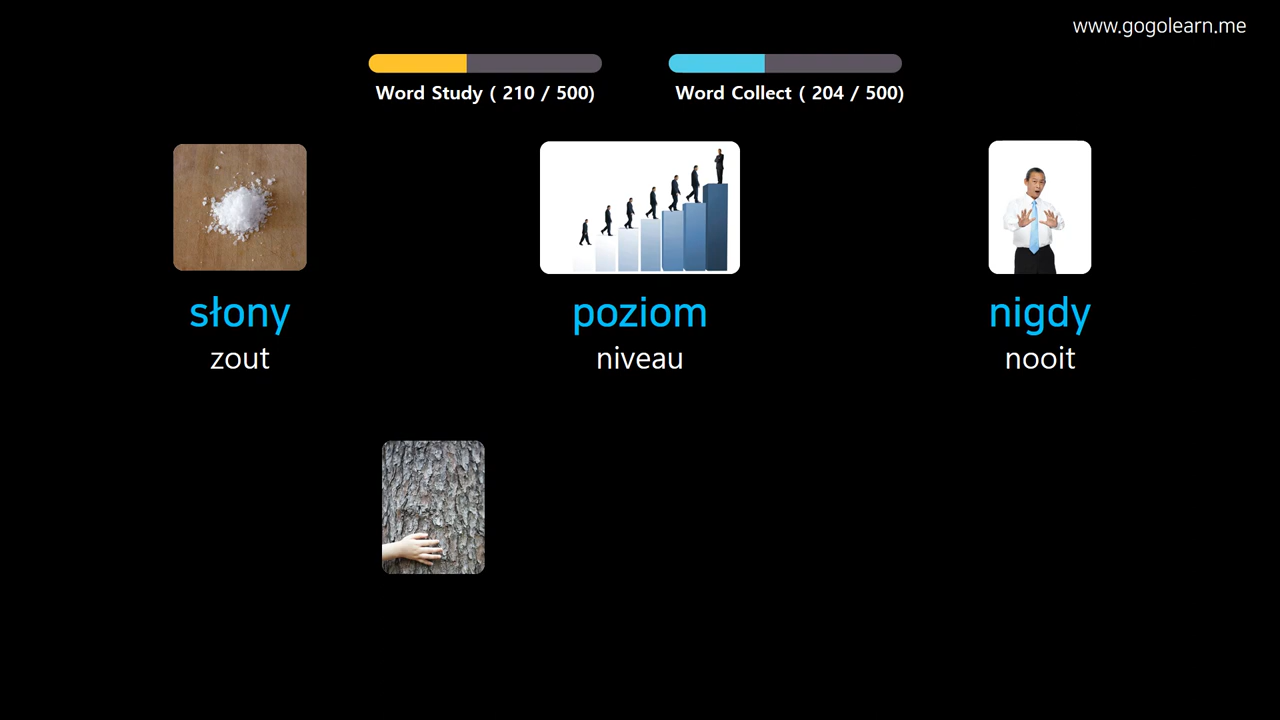 www.gogolearn.me
Word Study ( 210 / 500)
Word Collect ( 204 / 500)
słony
poziom
nigdy
zout
niveau
nooit